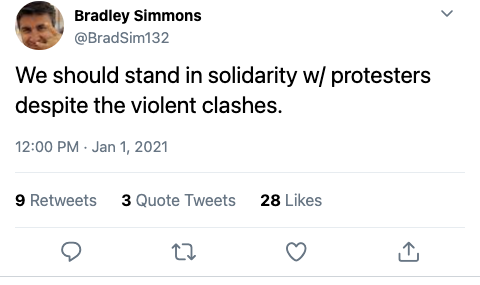 Bradley Simmons
@BradSim132
We should stand in solidarity w/ protesters
despite the violent clashes.
12:00 PM · Jan 1, 2021
9 Retweets 3 Quote Tweets 28 Likes